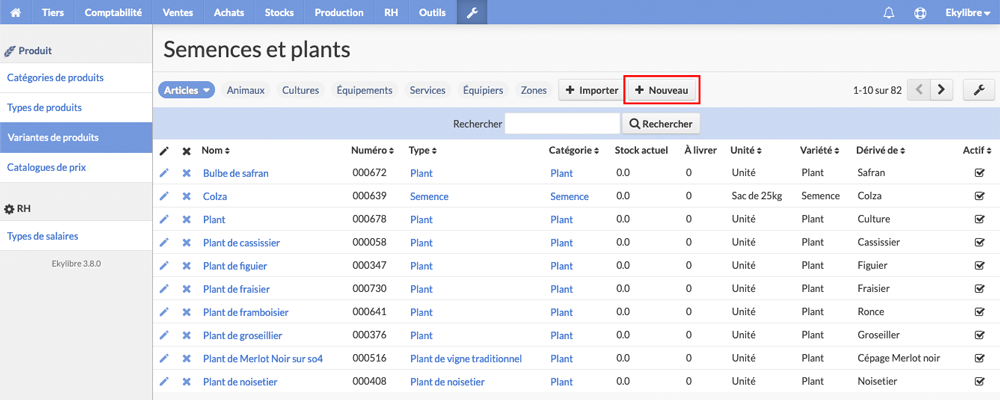 Tiers Comptabilité Ventes Achats Stocks Production RH Outils Ekylibre
Produit
Catégories de produits
Types de produits
Variantes de produits
Catalogues de prix
RH
Types de salaires
Ekylibre 3.8.0
Semences et plants
Articles Animaux Cultures Équipements Services Équipiers Zones Importer Nouveau 1-10 sur 82
Rechercher Rechercher
Nom Numéro Type Catégorie Stock actuel À livrer Unité Variété Dérivé de Actif
Bulbe de safran 000672 Plant Plant 0.0 0 Unité Plant Safran
Colza 000639 Semence Semence 0.0 0 Sac de 25kg Semence Colza
Plant 000678 Plant Plant 0.0 0 Unité Plant Culture
Plant de cassissier 000058 Plant Plant 0.0 0 Unité Plant Cassissier
Plant de figuier 000347 Plant Plant 0.0 0 Unité Plant Figuier
Plant de fraisier 000730 Plant Plant 0.0 0 Unité Plant Fraisier
Plant de framboisier 000641 Plant Plant 0.0 0 Unité Plant Ronce
Plant de groseillier 000376 Plant Plant 0.0 0 Unité Plant Groseiller
Plant de Merlot Noir sur so4 000516 Plant de vigne traditionnel Plant 0.0 0 Unité Plant Cépage Merlot noir
Plant de noisetier 000408 Plant de noisetier Plant 0.0 0 Unité Plant Noisetier